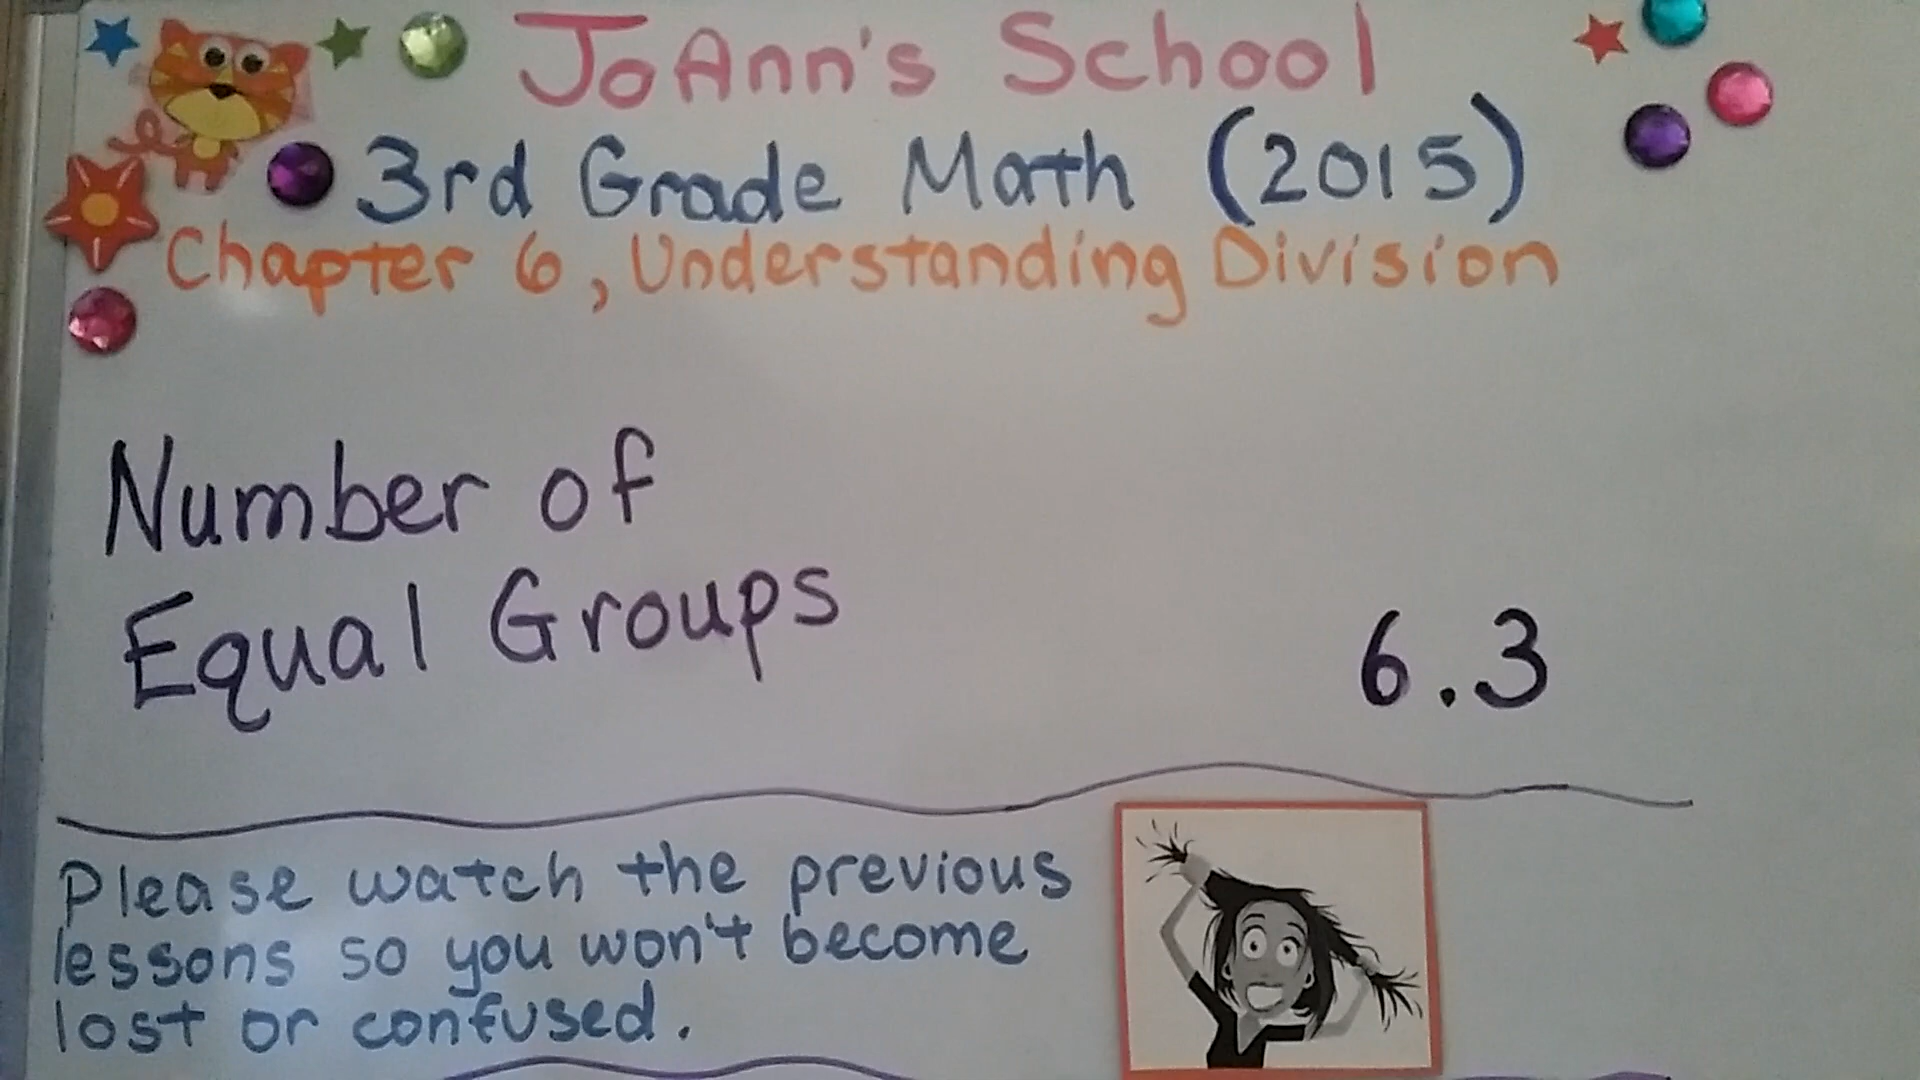 JoAnn's School
3rd Grade Math (2015)
Chapter 6, Understanding Division
Number of
Equal Groups
6.3
Please watch the previous
lessons so you won't become
lost or confused.